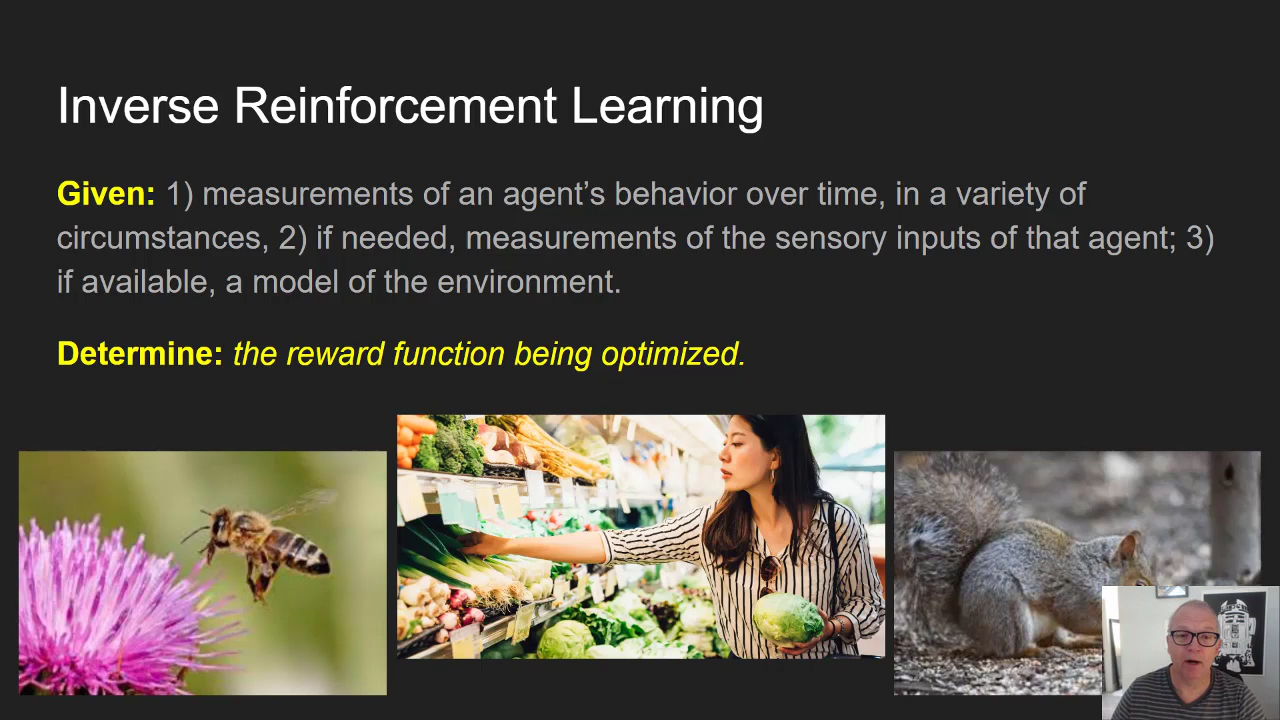 Inverse Reinforcement Learning
Given: 1) measurements of an agent’s behavior over time, in a variety of
circumstances, 2) if needed, measurements of the sensory inputs of that agent; 3)
if available, a model of the environment.
Determine: the reward function being optimized.